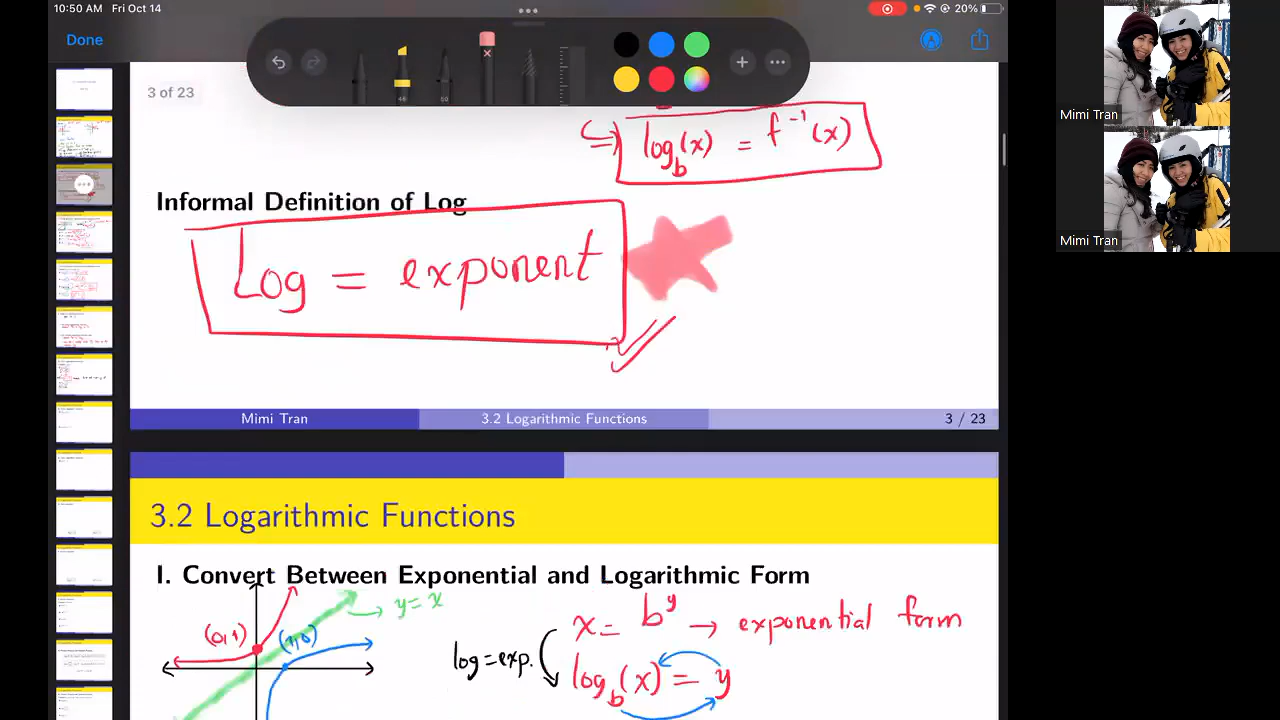 10:50 AM Fri Oct 14
20%
Done
46
50
3 of 23
log_b(x) = f⁻¹(x)
Informal Definition of Log
Log = exponent
Mimi Tran
3.2 Logarithmic Functions
3 / 23
3.2 Logarithmic Functions
I. Convert Between Exponential and Logarithmic Form
y = x
(0,1)
(1,0)
x = b^y → exponential form
log = exp.
log_b(x) = y
Mimi Tran
Mimi Tran